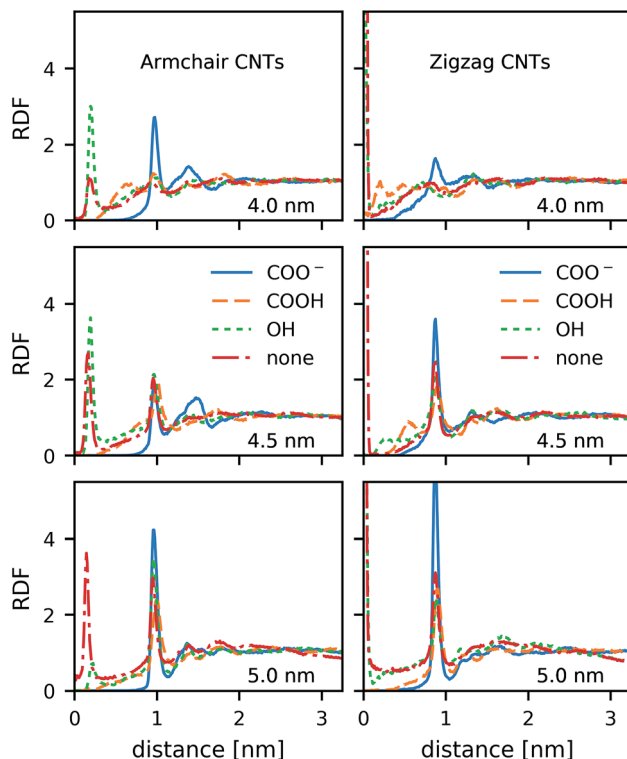 Armchair CNTs
Zigzag CNTs
RDF
4
2
0
4.0 nm
4.0 nm
RDF
4
2
0
COO⁻
COOH
OH
none
4.5 nm
COO⁻
COOH
OH
none
4.5 nm
RDF
4
2
0
5.0 nm
5.0 nm
0 1 2 3
0 1 2 3
distance [nm]
distance [nm]